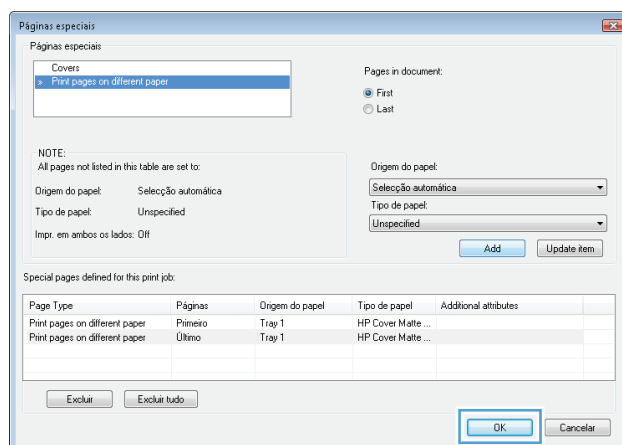 Páginas especiais
Páginas especiais
Covers
» Print pages on different paper
Pages in document:
First
Last
NOTE:
All pages not listed in this table are set to:
Origem do papel: Selecção automática
Tipo de papel: Unspecified
Impr. em ambos os lados: Off
Origem do papel:
Selecção automática
Tipo de papel:
Unspecified
Add Update item
Special pages defined for this print job:
Page Type Páginas Origem do papel Tipo de papel Additional attributes
Print pages on different paper Primeiro Tray 1 HP Cover Matte ...
Print pages on different paper Último Tray 1 HP Cover Matte ...
Excluir Excluir tudo
OK Cancelar